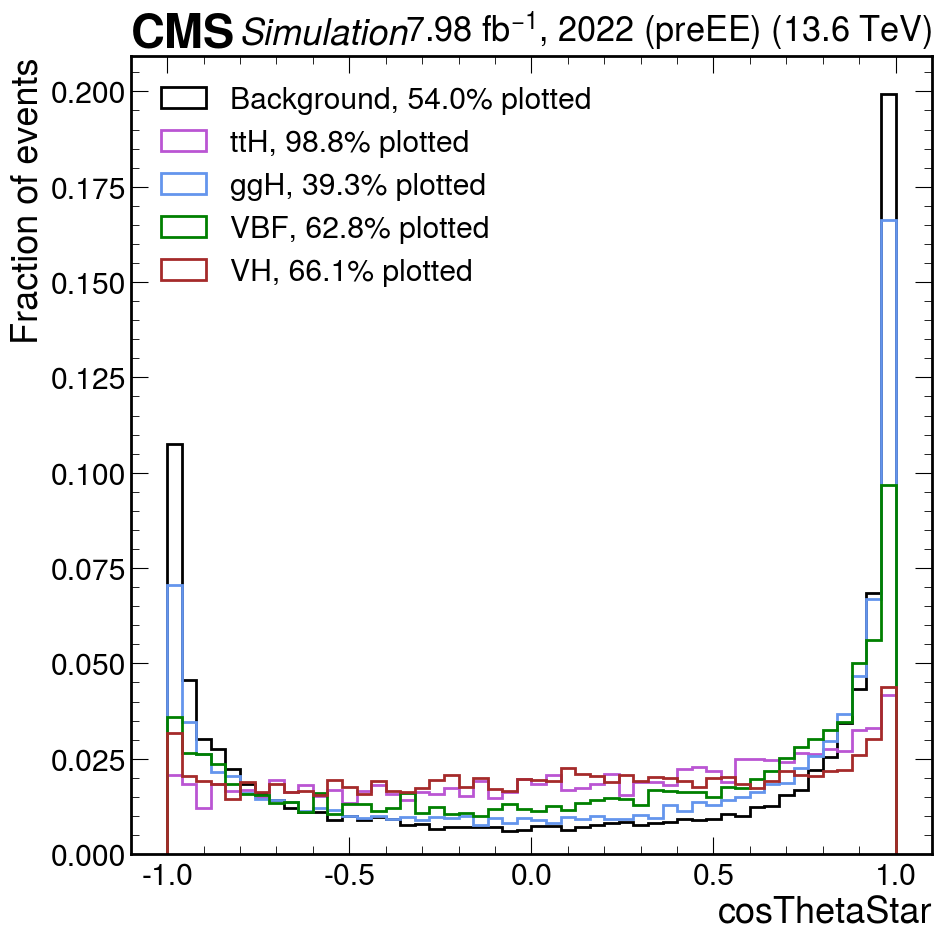 CMS Simulation 7.98 fb⁻¹, 2022 (preEE) (13.6 TeV)
Fraction of events
0.200
0.175
0.150
0.125
0.100
0.075
0.050
0.025
0.000
Background, 54.0% plotted
ttH, 98.8% plotted
ggH, 39.3% plotted
VBF, 62.8% plotted
VH, 66.1% plotted
-1.0 -0.5 0.0 0.5 1.0
cosThetaStar